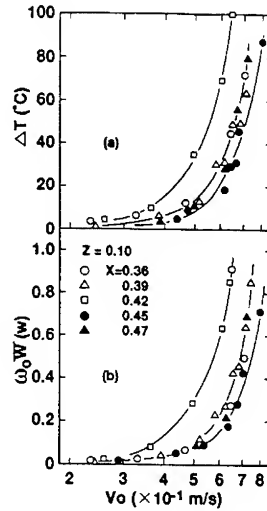 100
80
60
40
20
0
ΔT (°C)
(a)
Z = 0.10
○ X=0.36
△ 0.39
□ 0.42
● 0.45
▲ 0.47
1.0
0.8
0.6
0.4
0.2
0
ω₀W̅ (w)
(b)
2 3 4 5 6 7 8
Vo (×10⁻¹ m/s)